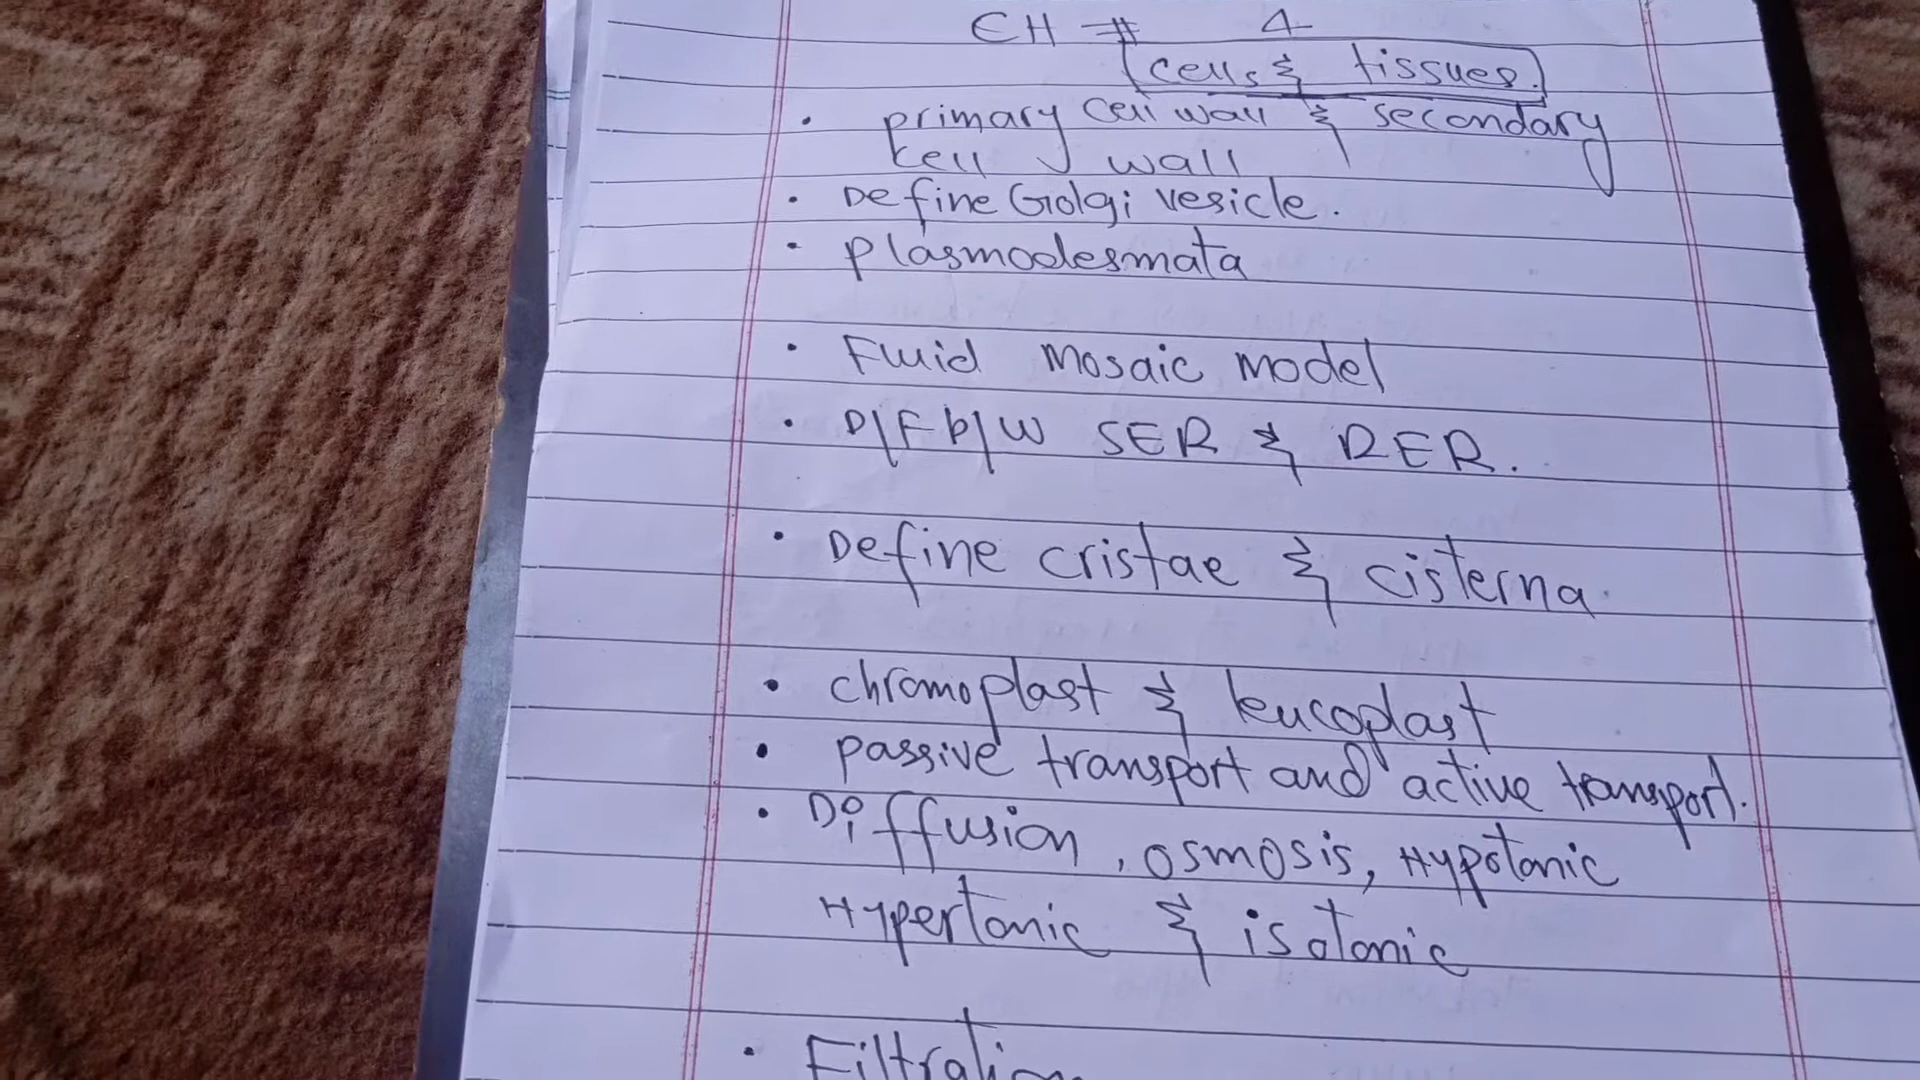 CH # 4
cells & tissues.
• primary cell wall & secondary
cell wall
• Define Golgi vesicle.
• plasmodesmata
• Fluid Mosaic model
• D/F b/w SER & RER.
• Define cristae & cisterna.
• chromoplast & leucoplast
• passive transport and active transport.
• Diffusion, osmosis, Hypotonic
Hypertonic & isotonic
• Filtration